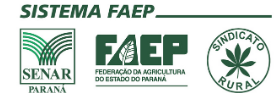 SISTEMA FAEP
SENAR
PARANÁ
FAEP
FEDERAÇÃO DA AGRICULTURA
DO ESTADO DO PARANÁ
SINDICATO
RURAL